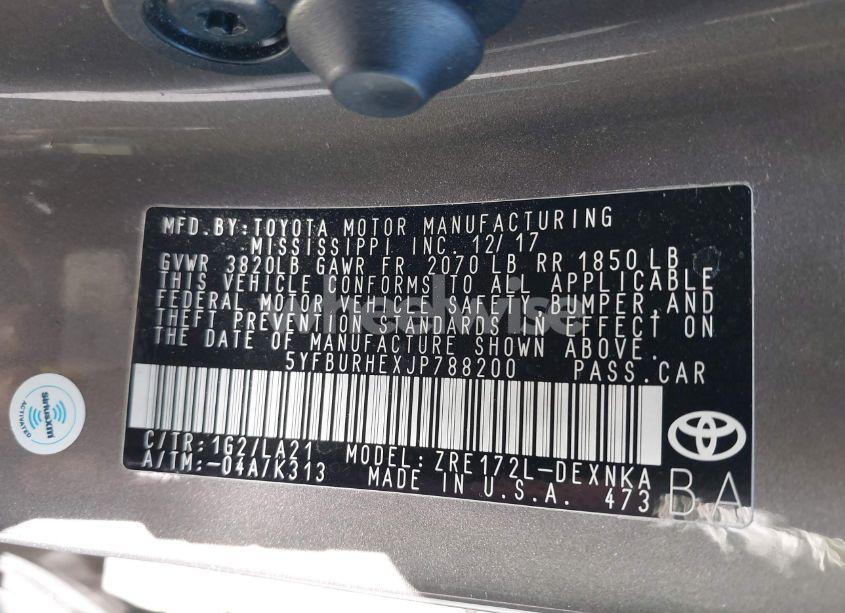 MFD.BY:TOYOTA MOTOR MANUFACTURING
MISSISSIPPI INC. 12/17
GVWR 3820LB GAWR FR 2070 LB RR 1850 LB
THIS VEHICLE CONFORMS TO ALL APPLICABLE
FEDERAL MOTOR VEHICLE SAFETY, BUMPER, AND
THEFT PREVENTION STANDARDS IN EFFECT ON
THE DATE OF MANUFACTURE SHOWN ABOVE.
5YFBURHEXJP788200 PASS.CAR
C/TR:1G2/LA21 MODEL: ZRE172L-DEXNKA
A/TM:-04A/K313 MADE IN U.S.A. 473
BA
siriusxm
ACTIVATED
wheelwise